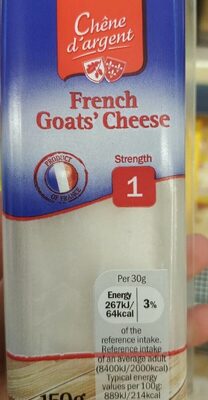 Chêne
d'argent
French
Goats' Cheese
Strength
1
PRODUCT
OF FRANCE
Per 30g
Energy
267kJ/
64kcal
3%
of the
reference intake.
Reference intake
of an average adult
(8400kJ/2000kcal)
Typical energy
values per 100g:
889kJ/214kcal
150g